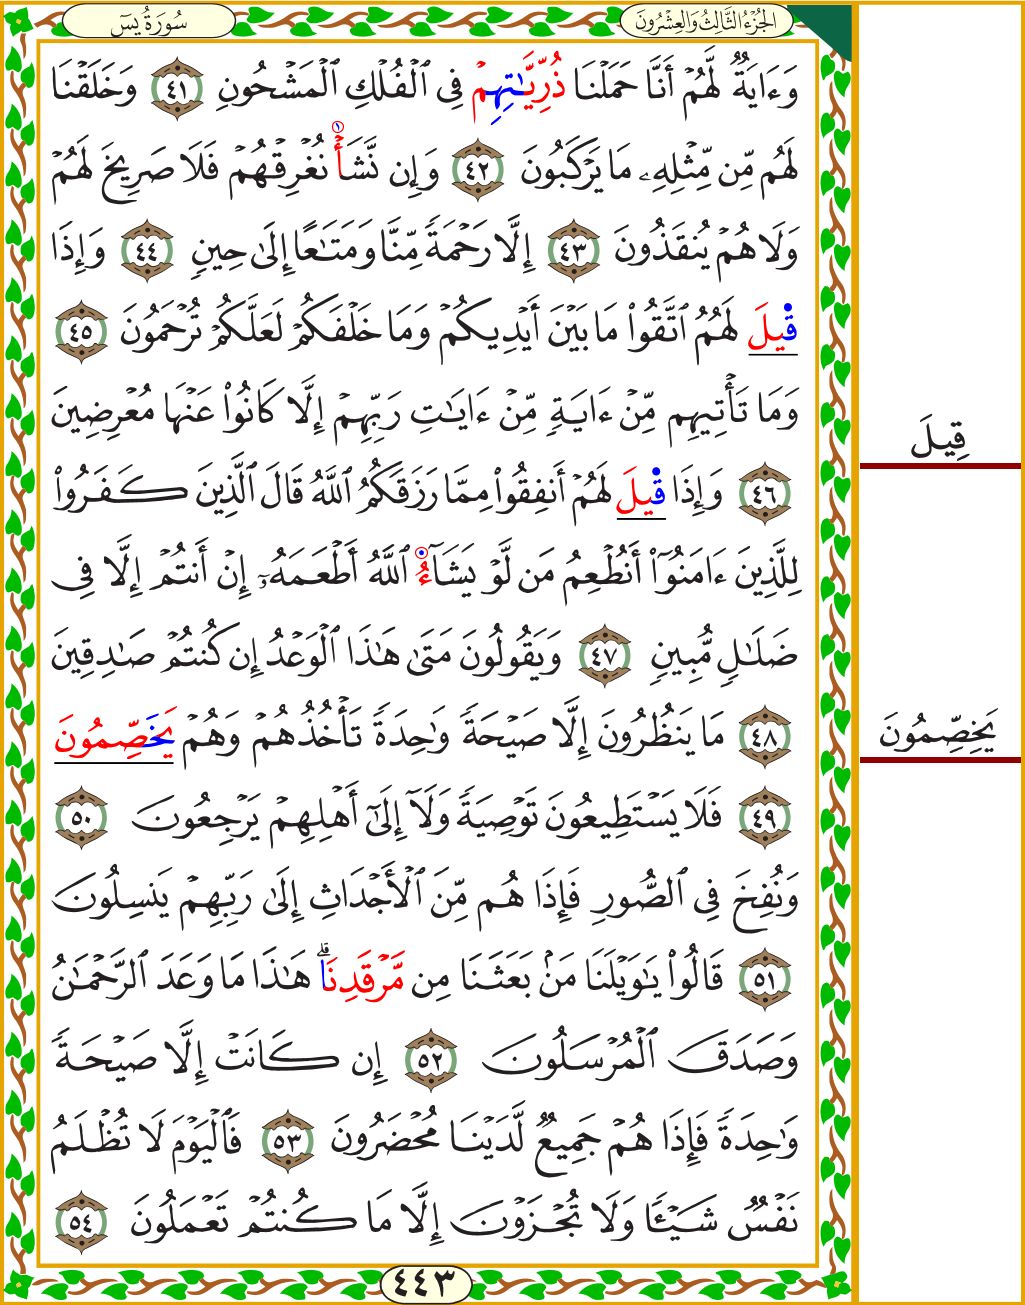 سُورَةُ يسٓ
الجُزْءُ الثَّالِثُ وَالعِشْرُونَ
وَءَايَةٌ لَّهُمْ أَنَّا حَمَلْنَا ذُرِّيَّـٰتِهِمْ فِى ٱلْفُلْكِ ٱلْمَشْحُونِ ٤١ وَخَلَقْنَا
لَهُم مِّن مِّثْلِهِۦ مَا يَرْكَبُونَ ٤٢ وَإِن نَّشَأْ نُغْرِقْهُمْ فَلَا صَرِيخَ لَهُمْ
وَلَا هُمْ يُنقَذُونَ ٤٣ إِلَّا رَحْمَةً مِّنَّا وَمَتَـٰعًا إِلَىٰ حِينٍ ٤٤ وَإِذَا
قِيلَ لَهُمُ ٱتَّقُوا۟ مَا بَيْنَ أَيْدِيكُمْ وَمَا خَلْفَكُمْ لَعَلَّكُمْ تُرْحَمُونَ ٤٥
وَمَا تَأْتِيهِم مِّنْ ءَايَةٍ مِّنْ ءَايَـٰتِ رَبِّهِمْ إِلَّا كَانُوا۟ عَنْهَا مُعْرِضِينَ
٤٦ وَإِذَا قِيلَ لَهُمْ أَنفِقُوا۟ مِمَّا رَزَقَكُمُ ٱللَّهُ قَالَ ٱلَّذِينَ كَفَرُوا۟
لِلَّذِينَ ءَامَنُوٓا۟ أَنُطْعِمُ مَن لَّوْ يَشَآءُ ٱللَّهُ أَطْعَمَهُۥٓ إِنْ أَنتُمْ إِلَّا فِى
ضَلَـٰلٍ مُّبِينٍ ٤٧ وَيَقُولُونَ مَتَىٰ هَـٰذَا ٱلْوَعْدُ إِن كُنتُمْ صَـٰدِقِينَ
٤٨ مَا يَنظُرُونَ إِلَّا صَيْحَةً وَٰحِدَةً تَأْخُذُهُمْ وَهُمْ يَخَصِّمُونَ
٤٩ فَلَا يَسْتَطِيعُونَ تَوْصِيَةً وَلَآ إِلَىٰٓ أَهْلِهِمْ يَرْجِعُونَ ٥٠
وَنُفِخَ فِى ٱلصُّورِ فَإِذَا هُم مِّنَ ٱلْأَجْدَاثِ إِلَىٰ رَبِّهِمْ يَنسِلُونَ
٥١ قَالُوا۟ يَـٰوَيْلَنَا مَنۢ بَعَثَنَا مِن مَّرْقَدِنَا ۗ هَـٰذَا مَا وَعَدَ ٱلرَّحْمَـٰنُ
وَصَدَقَ ٱلْمُرْسَلُونَ ٥٢ إِن كَانَتْ إِلَّا صَيْحَةً
وَٰحِدَةً فَإِذَا هُمْ جَمِيعٌ لَّدَيْنَا مُحْضَرُونَ ٥٣ فَٱلْيَوْمَ لَا تُظْلَمُ
نَفْسٌ شَيْـًٔا وَلَا تُجْزَوْنَ إِلَّا مَا كُنتُمْ تَعْمَلُونَ ٥٤
٤٤٣
قِيلَ
يَخِصِّمُونَ